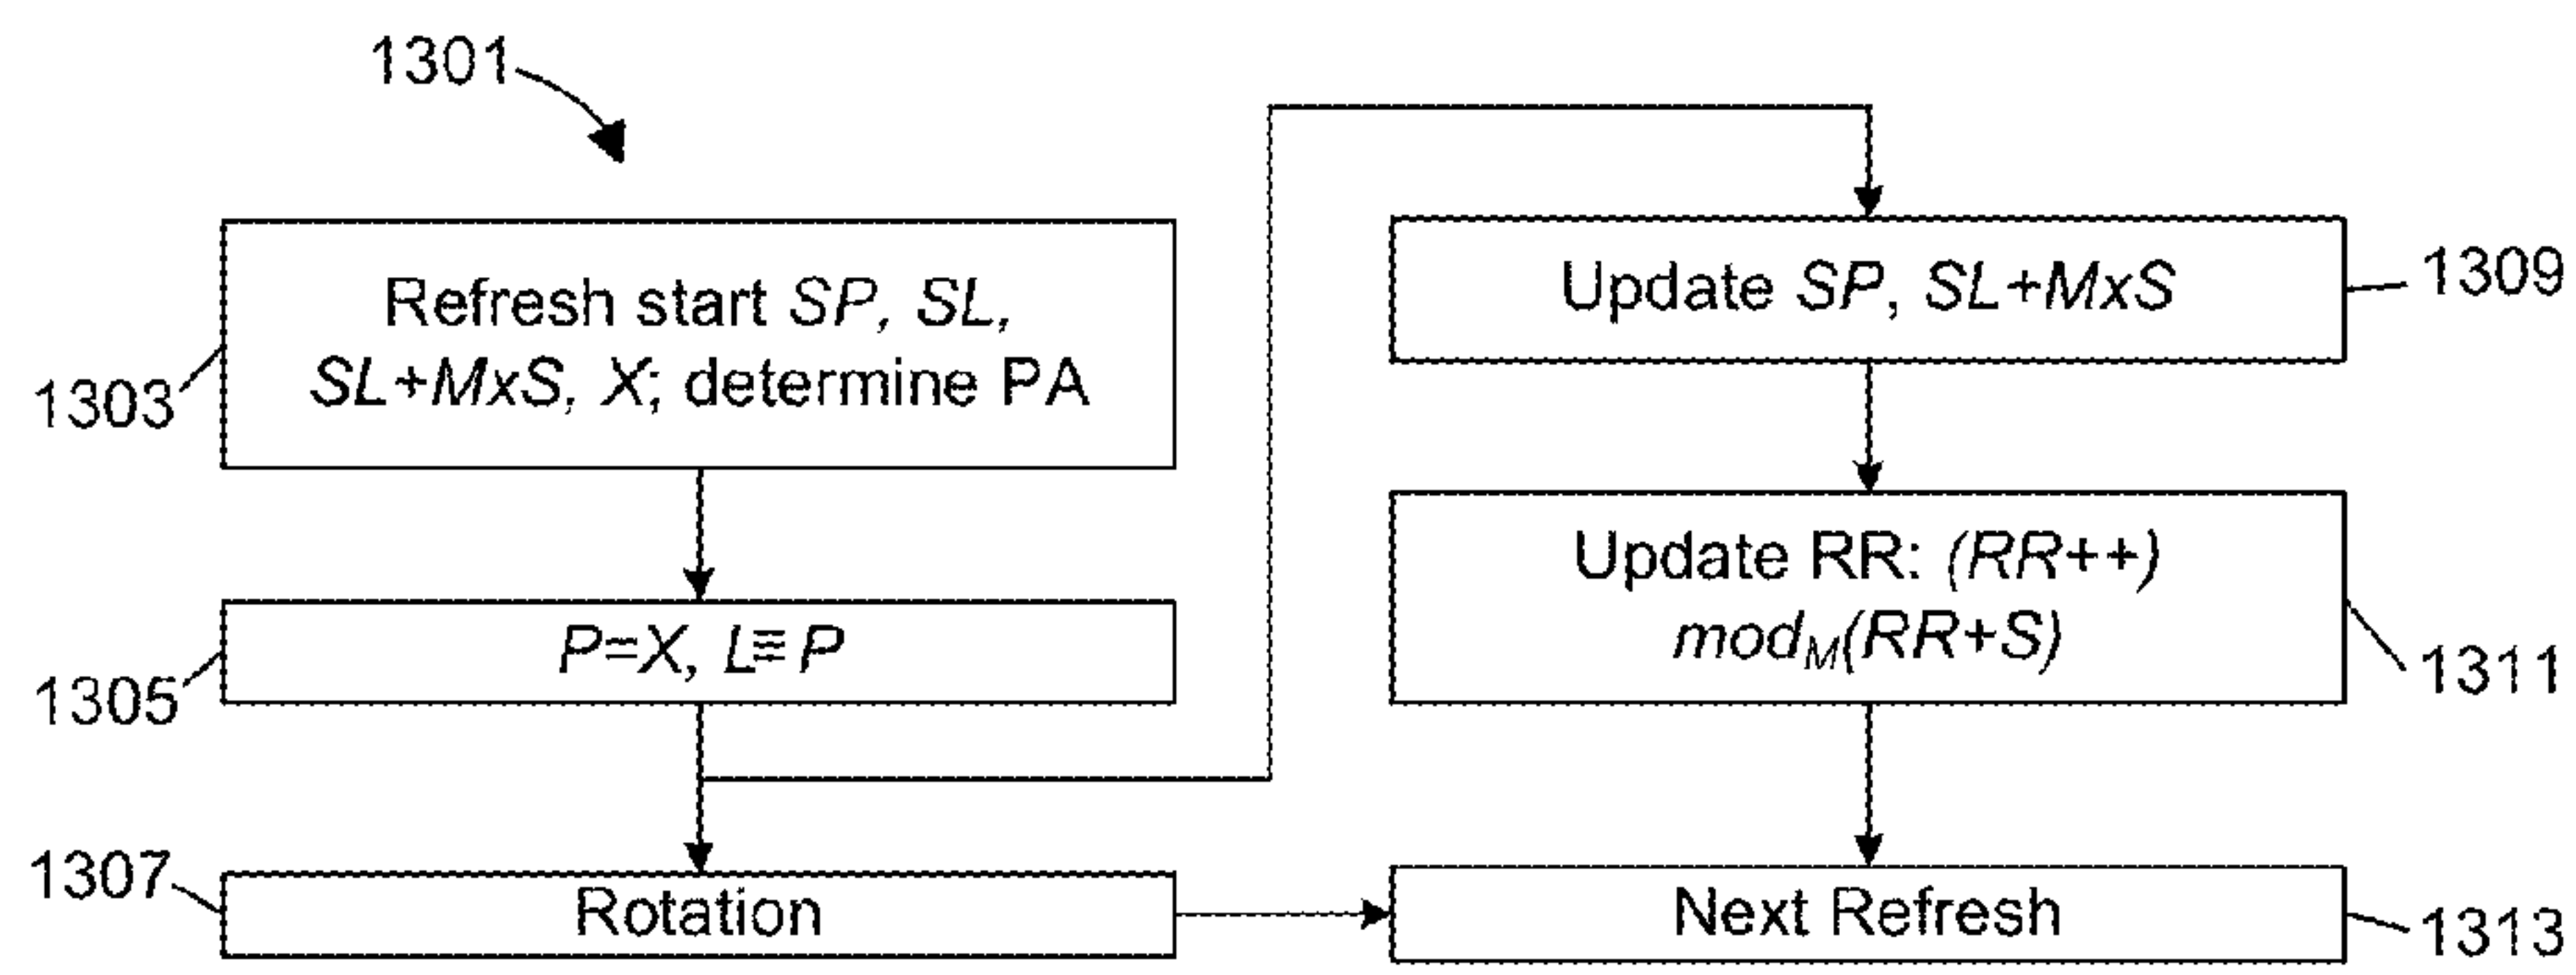 1301
Refresh start SP, SL,
SL+MxS, X; determine PA
1303
P=X, L≡P
1305
Rotation
1307
Update SP, SL+MxS
1309
Update RR: (RR++)
mod_M(RR+S)
1311
Next Refresh
1313